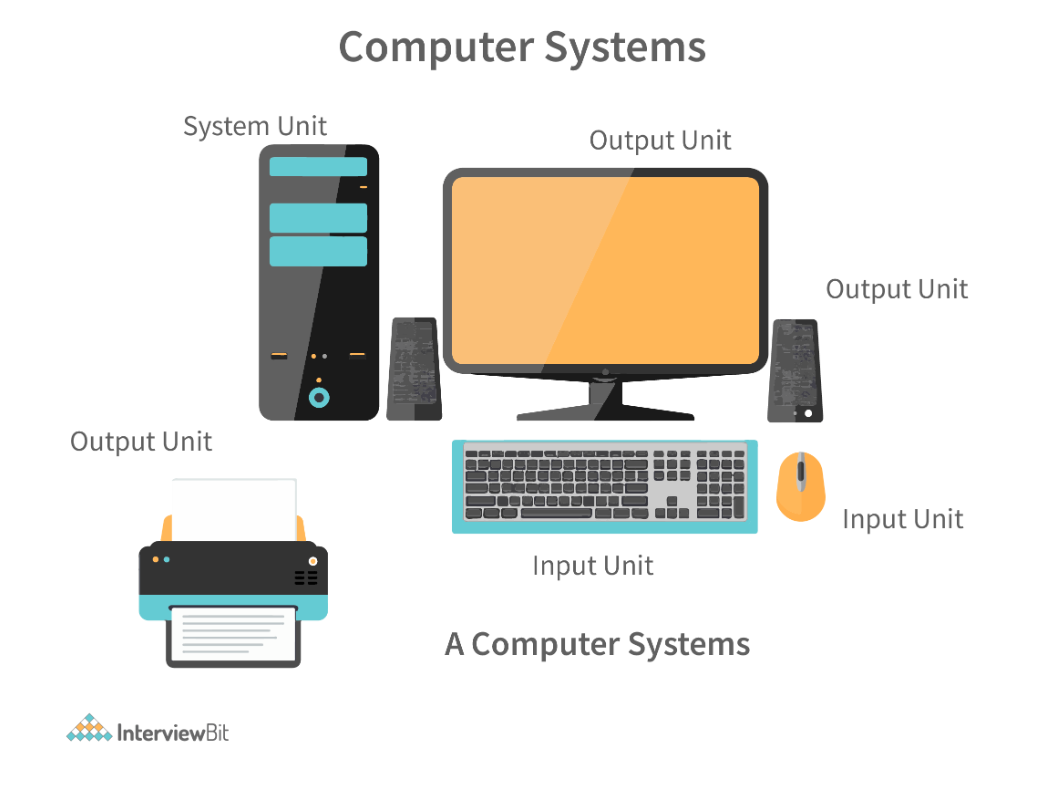 Computer Systems
System Unit
Output Unit
Output Unit
Output Unit
Input Unit
Input Unit
A Computer Systems
InterviewBit